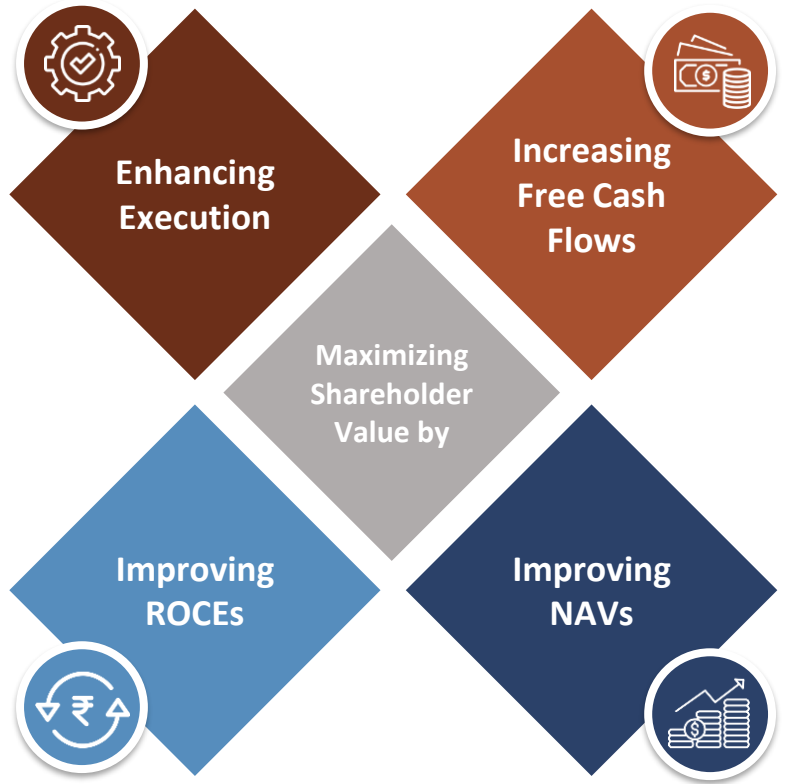 Enhancing
Execution
Increasing
Free Cash
Flows
Maximizing
Shareholder
Value by
Improving
ROCEs
Improving
NAVs